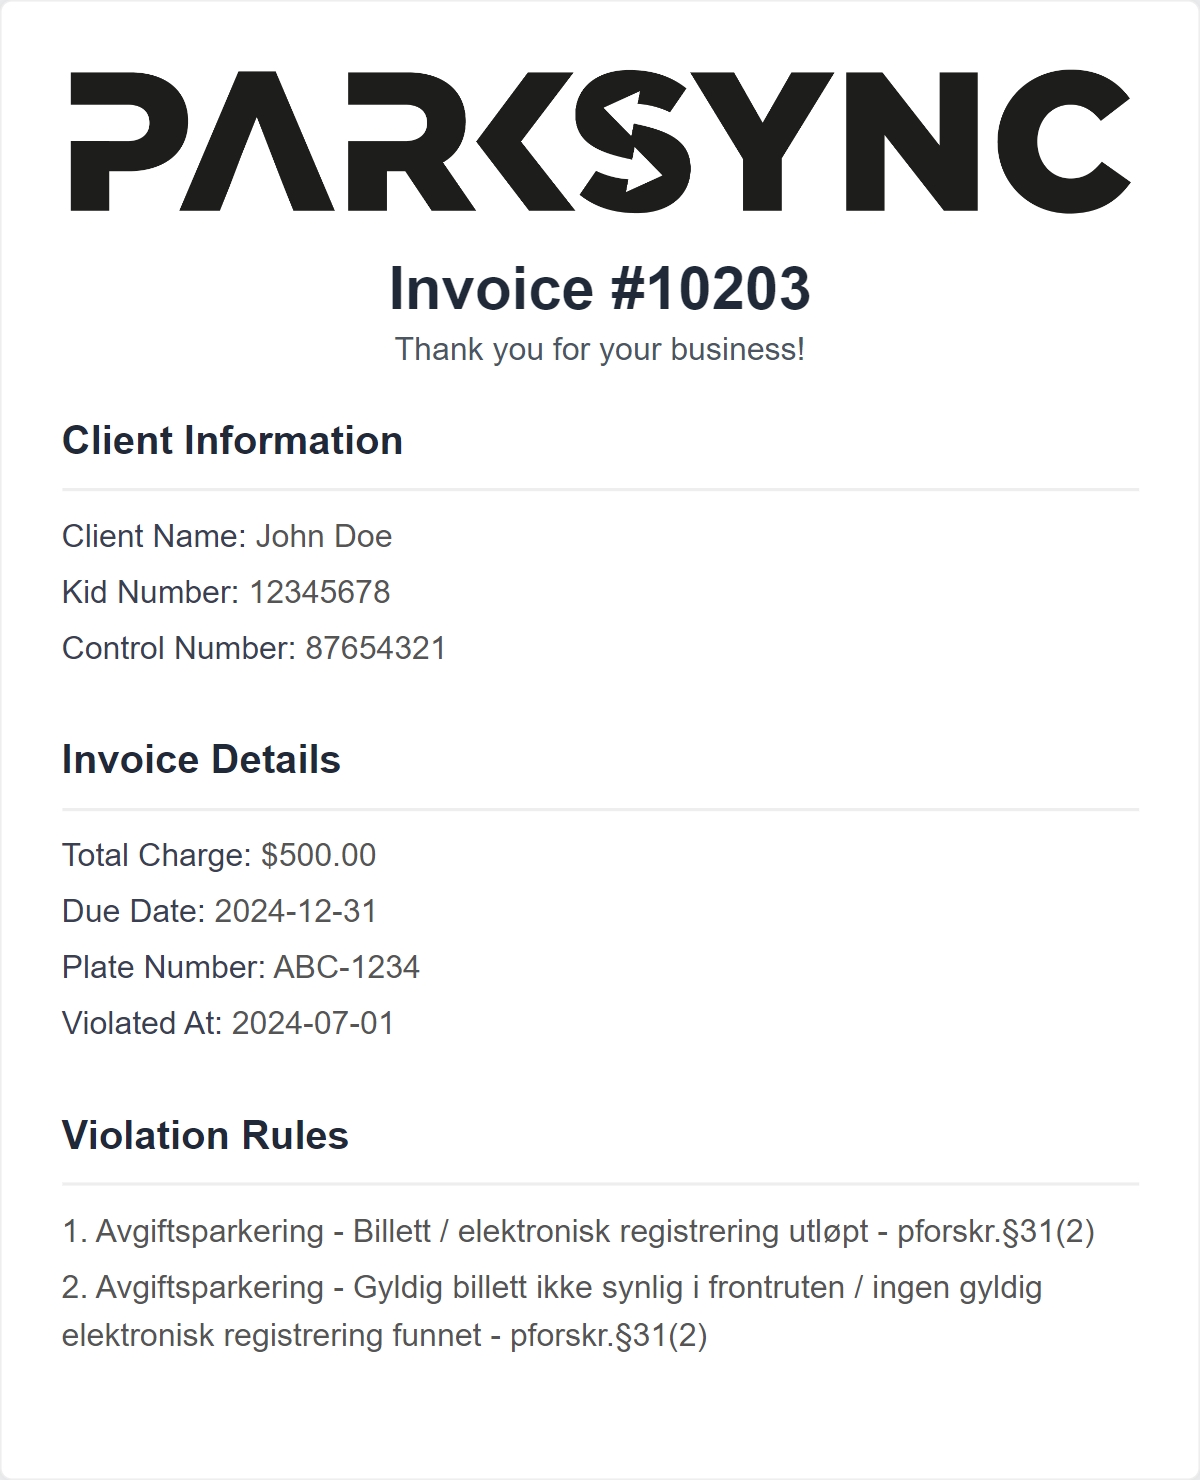 PARKSYNC
Invoice #10203
Thank you for your business!
Client Information
Client Name: John Doe
Kid Number: 12345678
Control Number: 87654321
Invoice Details
Total Charge: $500.00
Due Date: 2024-12-31
Plate Number: ABC-1234
Violated At: 2024-07-01
Violation Rules
1. Avgiftsparkering - Billett / elektronisk registrering utløpt - pforskr.§31(2)
2. Avgiftsparkering - Gyldig billett ikke synlig i frontruten / ingen gyldig
elektronisk registrering funnet - pforskr.§31(2)